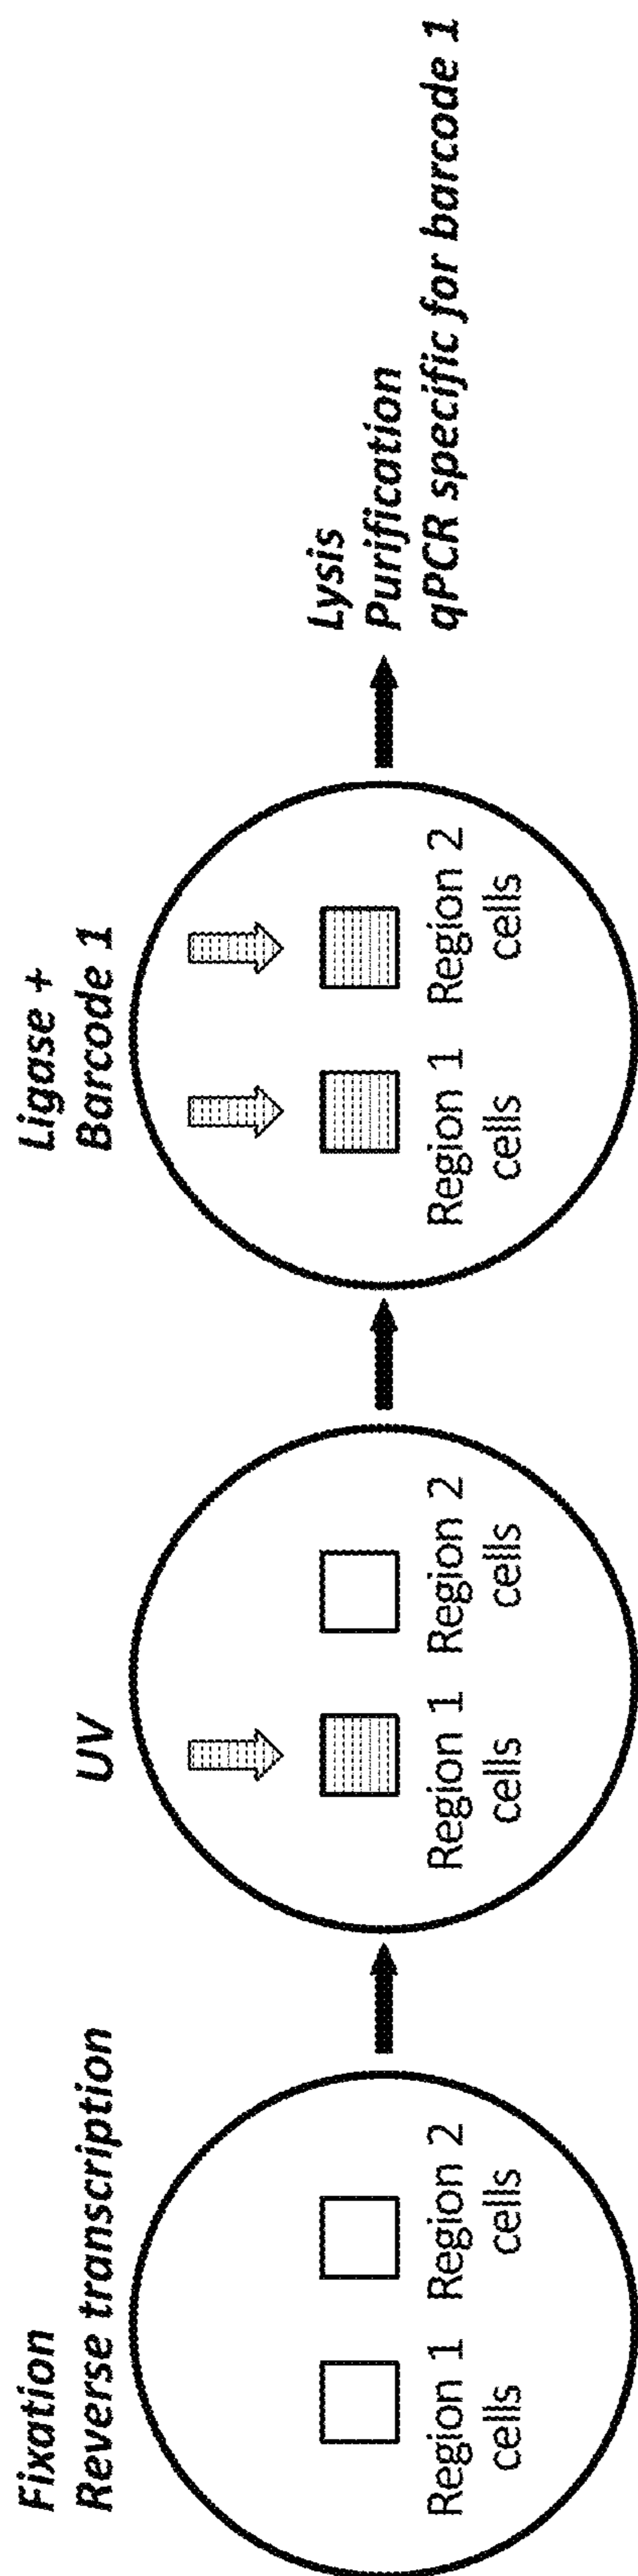 Fixation
Reverse transcription
Region 1
cells
Region 2
cells
UV
Region 1
cells
Region 2
cells
Ligase +
Barcode 1
Region 1
cells
Region 2
cells
Lysis
Purification
qPCR specific for barcode 1